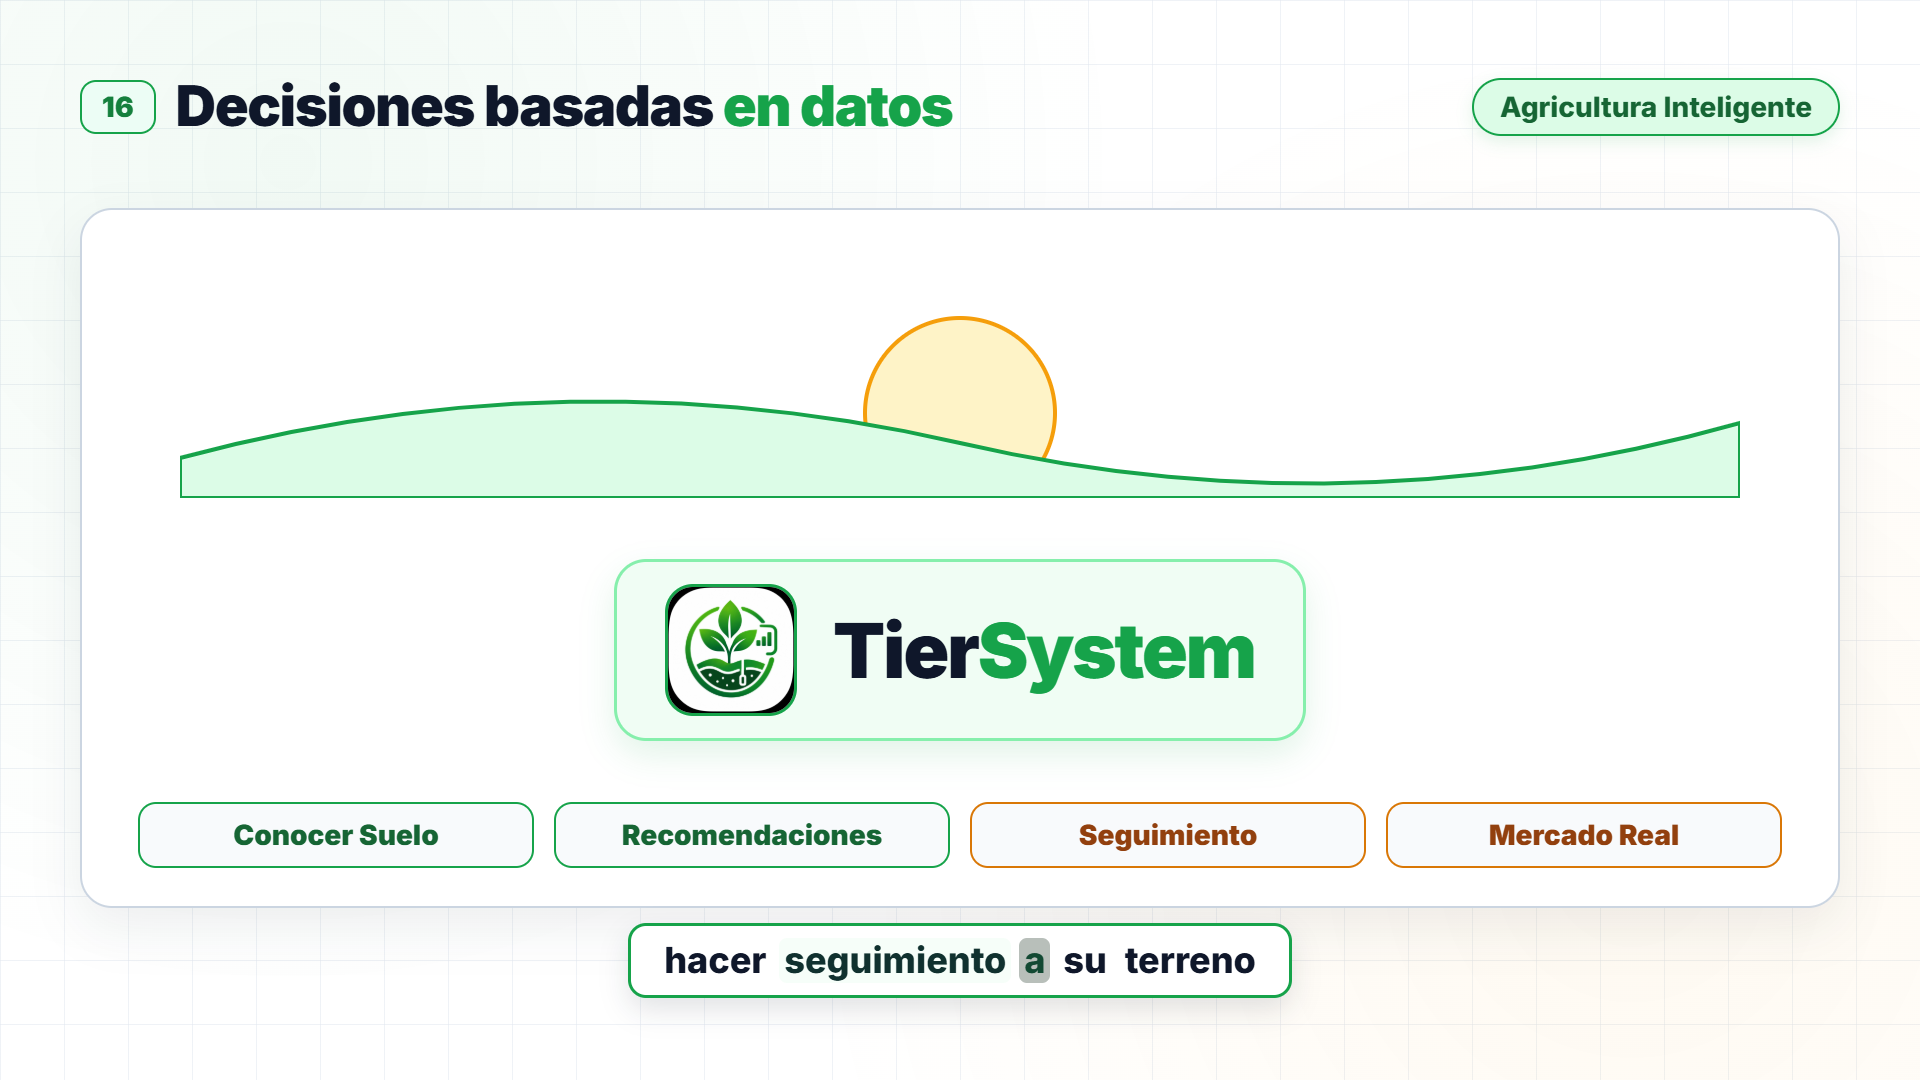 16
Decisiones basadas en datos
Agricultura Inteligente
TierSystem
Conocer Suelo
Recomendaciones
Seguimiento
Mercado Real
hacer seguimiento a su terreno